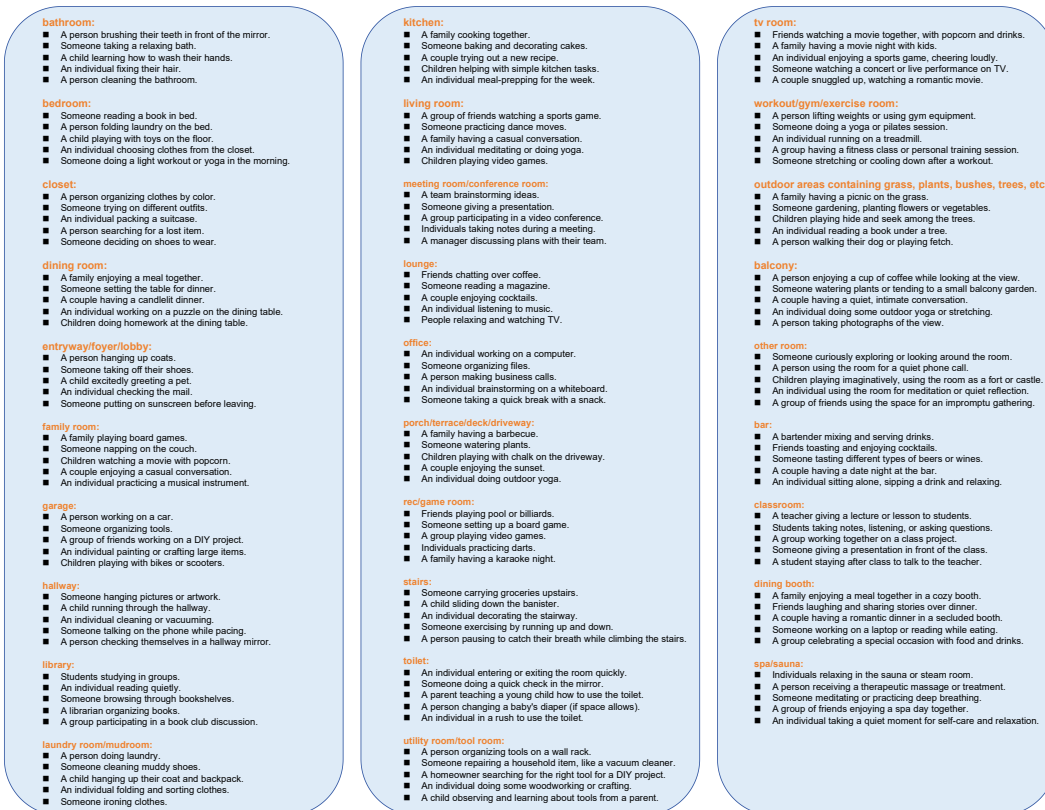 bathroom:
■ A person brushing their teeth in front of the mirror.
■ Someone taking a relaxing bath.
■ A child learning how to wash their hands.
■ An individual fixing their hair.
■ A person cleaning the bathroom.
bedroom:
■ Someone reading a book in bed.
■ A person folding laundry on the bed.
■ A child playing with toys on the floor.
■ An individual choosing clothes from the closet.
■ Someone doing a light workout or yoga in the morning.
closet:
■ A person organizing clothes by color.
■ Someone trying on different outfits.
■ An individual packing a suitcase.
■ A person searching for a lost item.
■ Someone deciding on shoes to wear.
dining room:
■ A family enjoying a meal together.
■ Someone setting the table for dinner.
■ A couple having a candlelit dinner.
■ An individual working on a puzzle on the dining table.
■ Children doing homework at the dining table.
entryway/foyer/lobby:
■ A person hanging up coats.
■ Someone taking off their shoes.
■ A child excitedly greeting a pet.
■ An individual checking the mail.
■ Someone putting on sunscreen before leaving.
family room:
■ A family playing board games.
■ Someone napping on the couch.
■ Children watching a movie with popcorn.
■ A couple enjoying a casual conversation.
■ An individual practicing a musical instrument.
garage:
■ A person working on a car.
■ Someone organizing tools.
■ A group of friends working on a DIY project.
■ An individual painting or crafting large items.
■ Children playing with bikes or scooters.
hallway:
■ Someone hanging pictures or artwork.
■ A child running through the hallway.
■ An individual cleaning or vacuuming.
■ Someone talking on the phone while pacing.
■ A person checking themselves in a hallway mirror.
library:
■ Students studying in groups.
■ An individual reading quietly.
■ Someone browsing through bookshelves.
■ A librarian organizing books.
■ A group participating in a book club discussion.
laundry room/mudroom:
■ A person doing laundry.
■ Someone cleaning muddy shoes.
■ A child hanging up their coat and backpack.
■ An individual folding and sorting clothes.
■ Someone ironing clothes.
kitchen:
■ A family cooking together.
■ Someone baking and decorating cakes.
■ A couple trying out a new recipe.
■ Children helping with simple kitchen tasks.
■ An individual meal-prepping for the week.
living room:
■ A group of friends watching a sports game.
■ Someone practicing dance moves.
■ A family having a casual conversation.
■ An individual meditating or doing yoga.
■ Children playing video games.
meeting room/conference room:
■ A team brainstorming ideas.
■ Someone giving a presentation.
■ A group participating in a video conference.
■ Individuals taking notes during a meeting.
■ A manager discussing plans with their team.
lounge:
■ Friends chatting over coffee.
■ Someone reading a magazine.
■ A couple enjoying cocktails.
■ An individual listening to music.
■ People relaxing and watching TV.
office:
■ An individual working on a computer.
■ Someone organizing files.
■ A person making business calls.
■ An individual brainstorming on a whiteboard.
■ Someone taking a quick break with a snack.
porch/terrace/deck/driveway:
■ A family having a barbecue.
■ Someone watering plants.
■ Children playing with chalk on the driveway.
■ A couple enjoying the sunset.
■ An individual doing outdoor yoga.
rec/game room:
■ Friends playing pool or billiards.
■ Someone setting up a board game.
■ A group playing video games.
■ Individuals practicing darts.
■ A family having a karaoke night.
stairs:
■ Someone carrying groceries upstairs.
■ A child sliding down the banister.
■ An individual decorating the stairway.
■ Someone exercising by running up and down.
■ A person pausing to catch their breath while climbing the stairs.
toilet:
■ An individual entering or exiting the room quickly.
■ Someone doing a quick check in the mirror.
■ A parent teaching a young child how to use the toilet.
■ A person changing a baby's diaper (if space allows).
■ An individual in a rush to use the toilet.
utility room/tool room:
■ A person organizing tools on a wall rack.
■ Someone repairing a household item, like a vacuum cleaner.
■ A homeowner searching for the right tool for a DIY project.
■ An individual doing some woodworking or crafting.
■ A child observing and learning about tools from a parent.
tv room:
■ Friends watching a movie together, with popcorn and drinks.
■ A family having a movie night with kids.
■ An individual enjoying a sports game, cheering loudly.
■ Someone watching a concert or live performance on TV.
■ A couple snuggled up, watching a romantic movie.
workout/gym/exercise room:
■ A person lifting weights or using gym equipment.
■ Someone doing a yoga or pilates session.
■ An individual running on a treadmill.
■ A group having a fitness class or personal training session.
■ Someone stretching or cooling down after a workout.
outdoor areas containing grass, plants, bushes, trees, etc
■ A family having a picnic on the grass.
■ Someone gardening, planting flowers or vegetables.
■ Children playing hide and seek among the trees.
■ An individual reading a book under a tree.
■ A person walking their dog or playing fetch.
balcony:
■ A person enjoying a cup of coffee while looking at the view.
■ Someone watering plants or tending to a small balcony garden.
■ A couple having a quiet, intimate conversation.
■ An individual doing some outdoor yoga or stretching.
■ A person taking photographs of the view.
other room:
■ Someone curiously exploring or looking around the room.
■ A person using the room for a quiet phone call.
■ Children playing imaginatively, using the room as a fort or castle.
■ An individual using the room for meditation or quiet reflection.
■ A group of friends using the space for an impromptu gathering.
bar:
■ A bartender mixing and serving drinks.
■ Friends toasting and enjoying cocktails.
■ Someone tasting different types of beers or wines.
■ A couple having a date night at the bar.
■ An individual sitting alone, sipping a drink and relaxing.
classroom:
■ A teacher giving a lecture or lesson to students.
■ Students taking notes, listening, or asking questions.
■ A group working together on a class project.
■ Someone giving a presentation in front of the class.
■ A student staying after class to talk to the teacher.
dining booth:
■ A family enjoying a meal together in a cozy booth.
■ Friends laughing and sharing stories over dinner.
■ A couple having a romantic dinner in a secluded booth.
■ Someone working on a laptop or reading while eating.
■ A group celebrating a special occasion with food and drinks.
spa/sauna:
■ Individuals relaxing in the sauna or steam room.
■ A person receiving a therapeutic massage or treatment.
■ Someone meditating or practicing deep breathing.
■ A group of friends enjoying a spa day together.
■ An individual taking a quiet moment for self-care and relaxation.